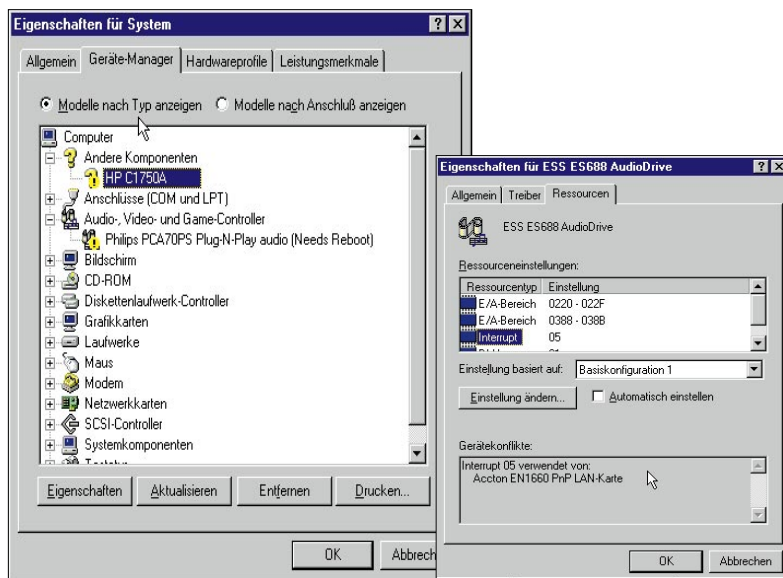 Eigenschaften für System
Allgemein Geräte-Manager Hardwareprofile Leistungsmerkmale
Modelle nach Typ anzeigen Modelle nach Anschluß anzeigen
Computer
Andere Komponenten
HP C1750A
Anschlüsse (COM und LPT)
Audio-, Video- und Game-Controller
Philips PCA70PS Plug-N-Play audio (Needs Reboot)
Bildschirm
CD-ROM
Diskettenlaufwerk-Controller
Grafikkarten
Laufwerke
Maus
Modem
Netzwerkkarten
SCSI-Controller
Systemkomponenten
Eigenschaften Aktualisieren Entfernen Drucken...
OK Abbrech
Eigenschaften für ESS ES688 AudioDrive
Allgemein Treiber Ressourcen
ESS ES688 AudioDrive
Ressourceneinstellungen:
Ressourcentyp Einstellung
E/A-Bereich 0220 - 022F
E/A-Bereich 0388 - 038B
Interrupt 05
Einstellung basiert auf: Basiskonfiguration 1
Einstellung ändern... Automatisch einstellen
Gerätekonflikte:
Interrupt 05 verwendet von:
Accton EN1660 PnP LAN-Karte
OK Abbrechen